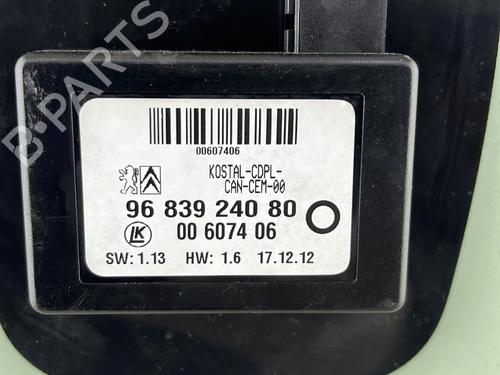 B-PARTS
00607406
KOSTAL-CDPL-
CAN-CEM-00
96 839 240 80
LK 00 6074 06
SW: 1.13 HW: 1.6 17.12.12